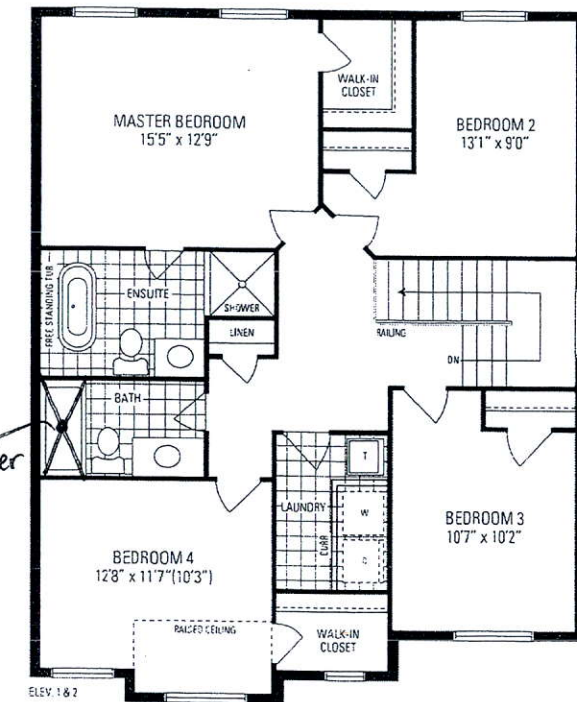 WALK-IN
CLOSET
MASTER BEDROOM
15'5" x 12'9"
BEDROOM 2
13'1" x 9'0"
FREE STANDING TUB
ENSUITE
SHOWER
LINEN
RAILING
DN
BATH
T
LAUNDRY
W
CURB
D
BEDROOM 3
10'7" x 10'2"
BEDROOM 4
12'8" x 11'7"(10'3")
RAISED CEILING
WALK-IN
CLOSET
ELEV. 1 & 2